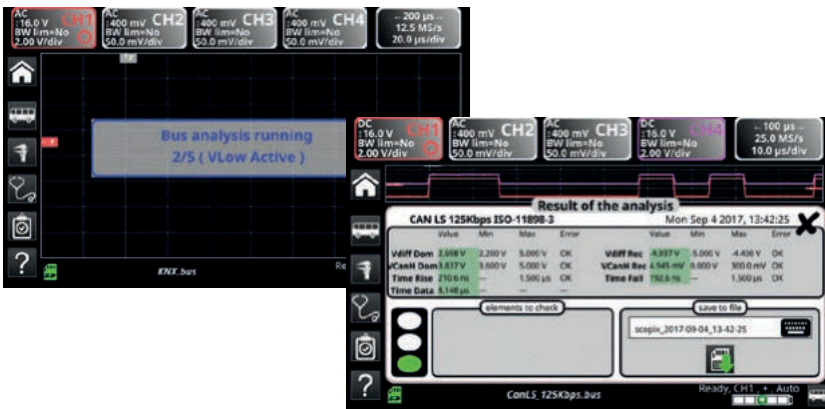 AC CH1
:16.0 V
BW lim=No
2.00 V/div
AC CH2
:400 mV
BW lim=No
50.0 mV/div
AC CH3
:400 mV
BW lim=No
50.0 mV/div
AC CH4
:400 mV
BW lim=No
50.0 mV/div
200 µs
12.5 MS/s
20.0 µs/div
Bus analysis running
2/5 ( VLow Active )
?
KNX.bus
Re
DC CH1
:16.0 V
BW lim=No
2.00 V/div
AC CH2
:400 mV
BW lim=No
50.0 mV/div
AC CH3
:400 mV
BW lim=No
50.0 mV/div
DC CH4
:16.0 V
BW lim=No
2.00 V/div
100 µs
25.0 MS/s
10.0 µs/div
Result of the analysis
CAN LS 125Kbps ISO-11898-3 Mon Sep 4 2017, 13:42:25
Value Min Max Error Value Min Max Error
Vdiff Dom 2.698 V 2.200 V 5.000 V OK Vdiff Rec -4.937 V -5.000 V -4.400 V OK
VCanH Dom 3.837 V 3.600 V 5.000 V OK VCanH Rec 4.945 mV 0.000 V 300.0 mV OK
Time Rise 210.6 ns --- 1.500 µs OK Time Fall 192.6 ns --- 1.500 µs OK
Time Data 8.148 µs --- --- ---
elements to check
save to file
scopix_2017-09-04_13-42-25
?
CanLS_125Kbps.bus
Ready, CH1 , + , Auto